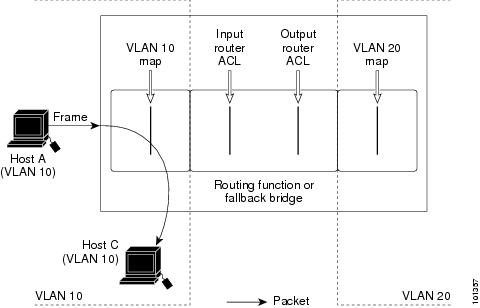 VLAN 10
map
Input
router
ACL
Output
router
ACL
VLAN 20
map
Frame
Host A
(VLAN 10)
Routing function or
fallback bridge
Host C
(VLAN 10)
VLAN 10
Packet
VLAN 20
101357